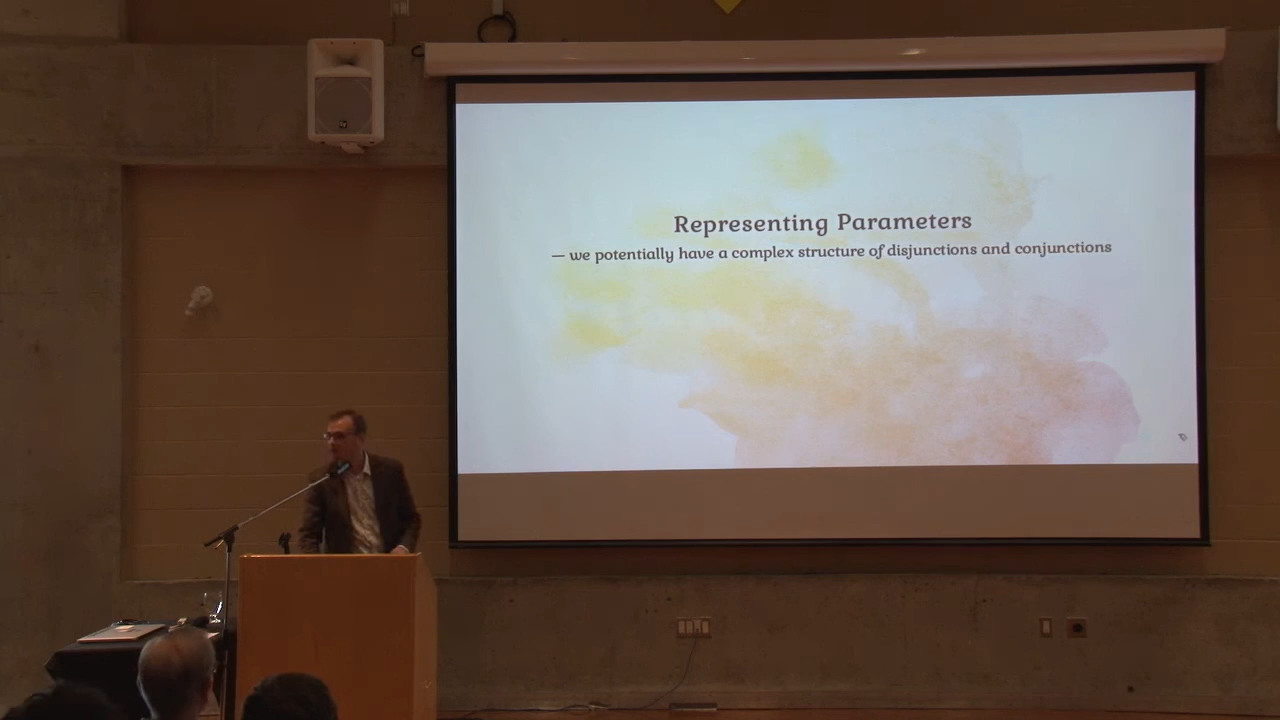 Representing Parameters
— we potentially have a complex structure of disjunctions and conjunctions